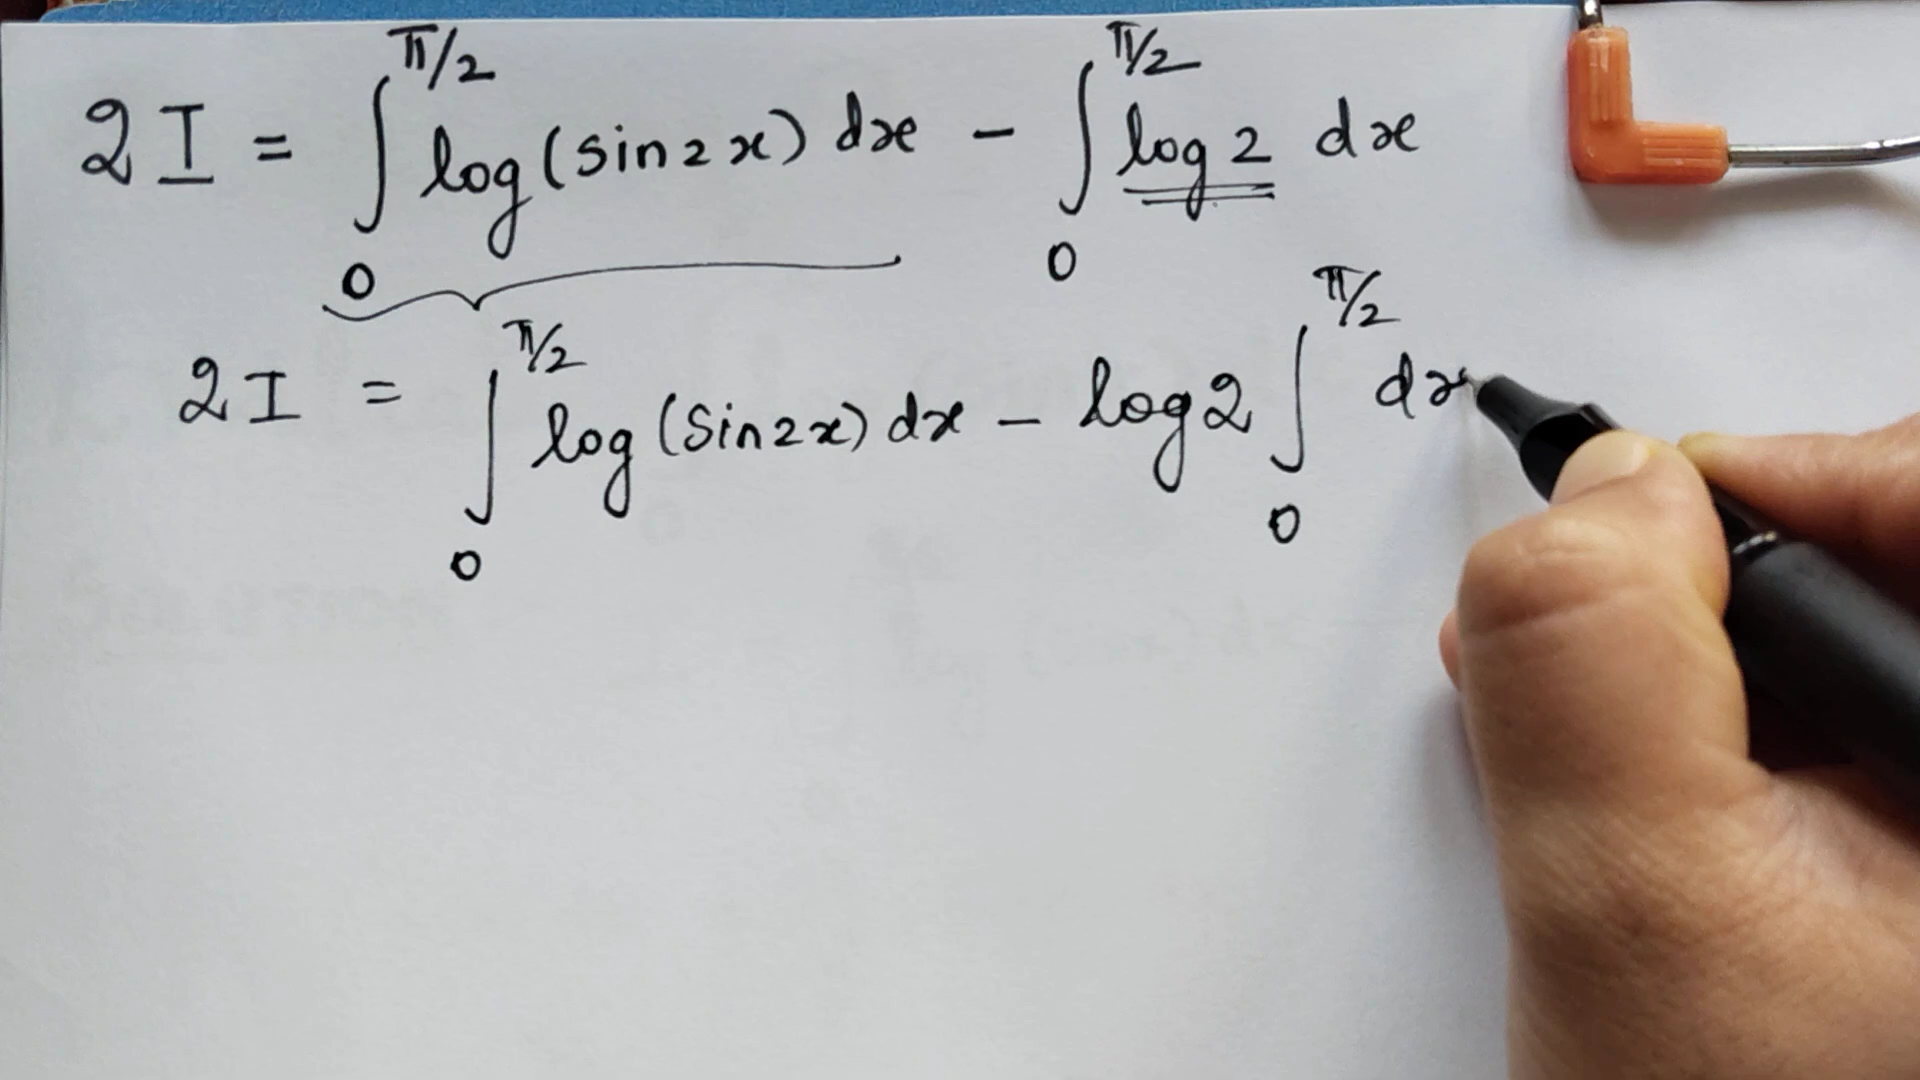 2I = ∫₀^{π/2} log(sin2x) dx − ∫₀^{π/2} log 2 dx
2I = ∫₀^{π/2} log(Sin2x) dx − log2 ∫₀^{π/2} dx